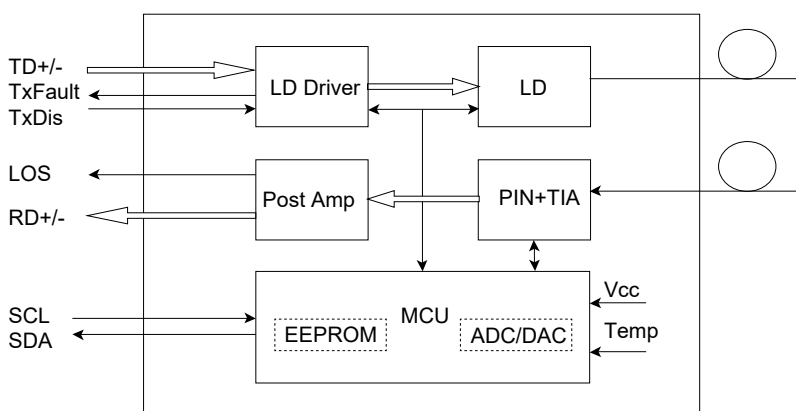 TD+/-
TxFault
TxDis
LD Driver
LD
LOS
RD+/-
Post Amp
PIN+TIA
SCL
SDA
MCU
EEPROM
ADC/DAC
Vcc
Temp